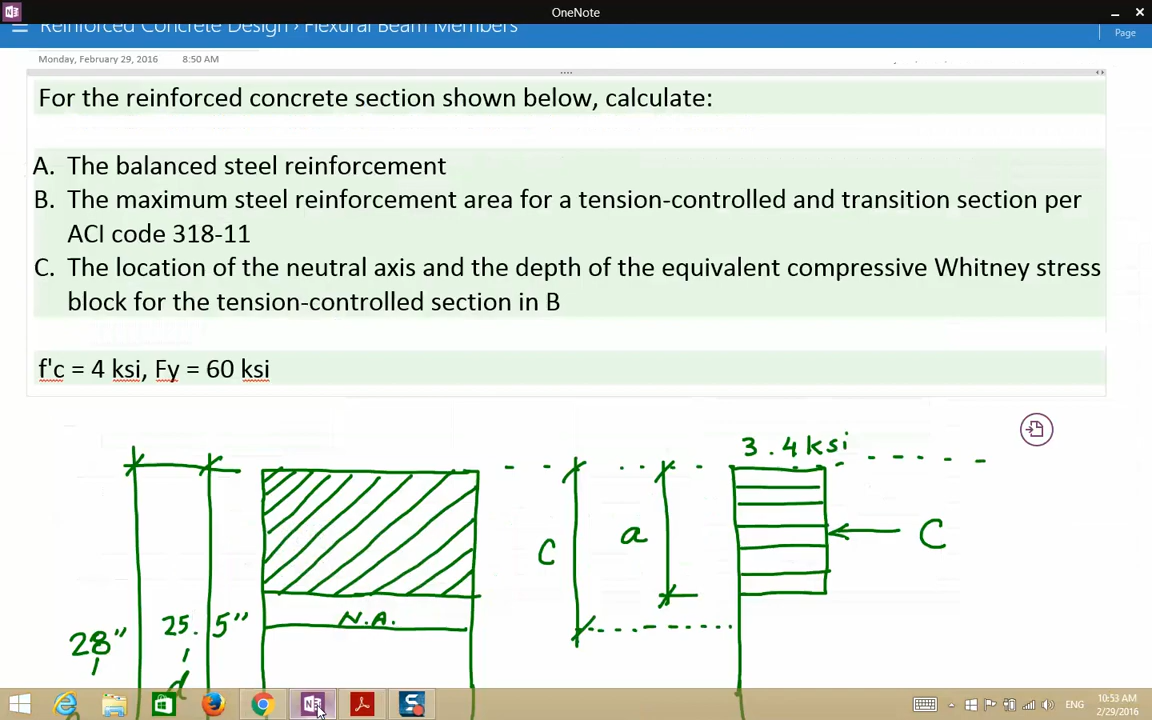 OneNote
Reinforced Concrete Design › Flexural Beam Members
Page
Monday, February 29, 2016 8:50 AM
For the reinforced concrete section shown below, calculate:
A. The balanced steel reinforcement
B. The maximum steel reinforcement area for a tension-controlled and transition section per
ACI code 318-11
C. The location of the neutral axis and the depth of the equivalent compressive Whitney stress
block for the tension-controlled section in B
f'c = 4 ksi, Fy = 60 ksi
3.4 ksi
C
a
C
N.A.
25.5"
28"
d
ENG
10:53 AM
2/29/2016